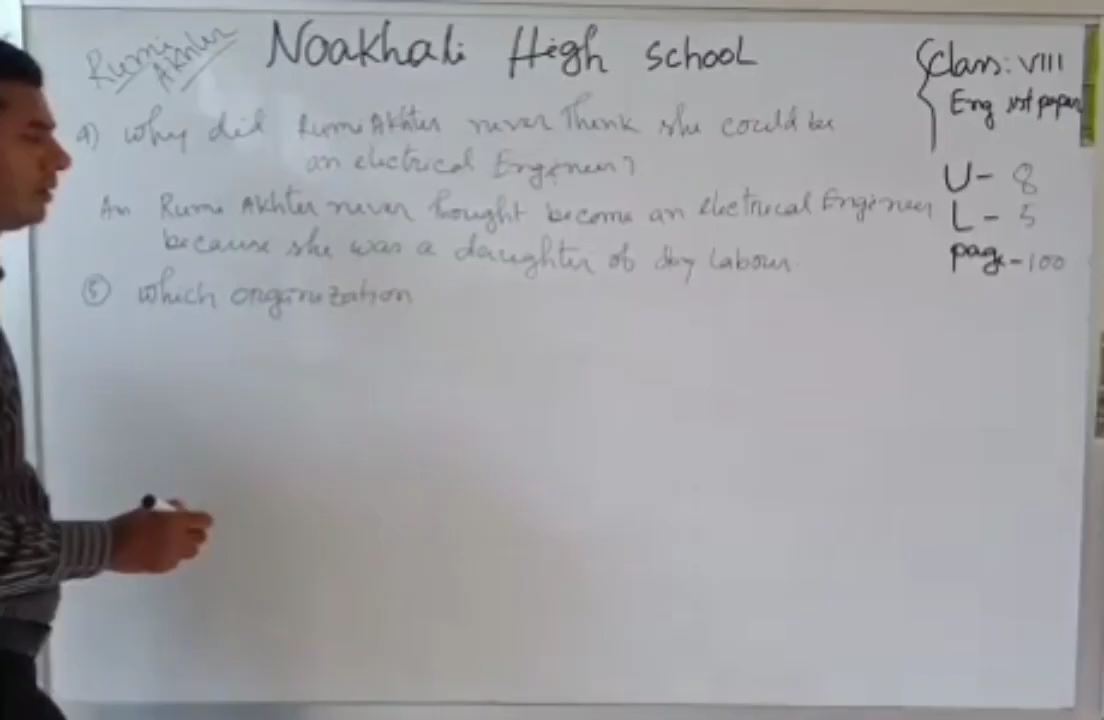 Rumi
Akhter
Noakhali High school
Class: VIII
Eng 1st paper
U- 8
L - 5
page-100
a) why did Rumi Akhter never Think she could be
an electrical Engineer?
An Rumi Akhter never thought become an electrical Engineer
because she was a daughter of day labour.
which organization